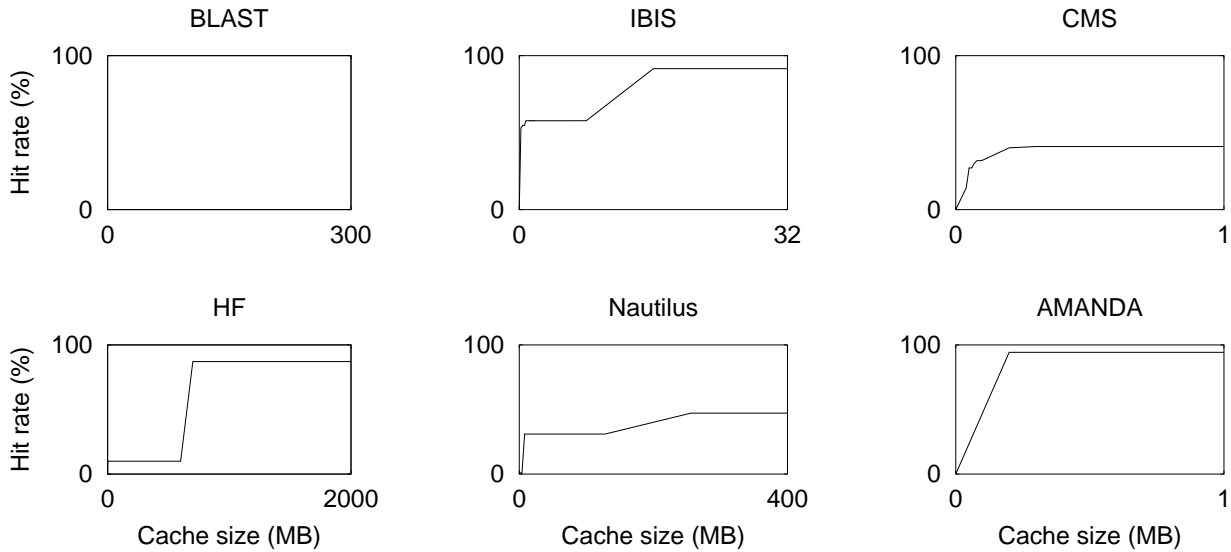 BLAST
IBIS
CMS
Hit rate (%)
100
0
0
300
100
0
0
32
100
0
0
1
HF
Nautilus
AMANDA
Hit rate (%)
100
0
0
2000
Cache size (MB)
100
0
0
400
Cache size (MB)
100
0
0
1
Cache size (MB)